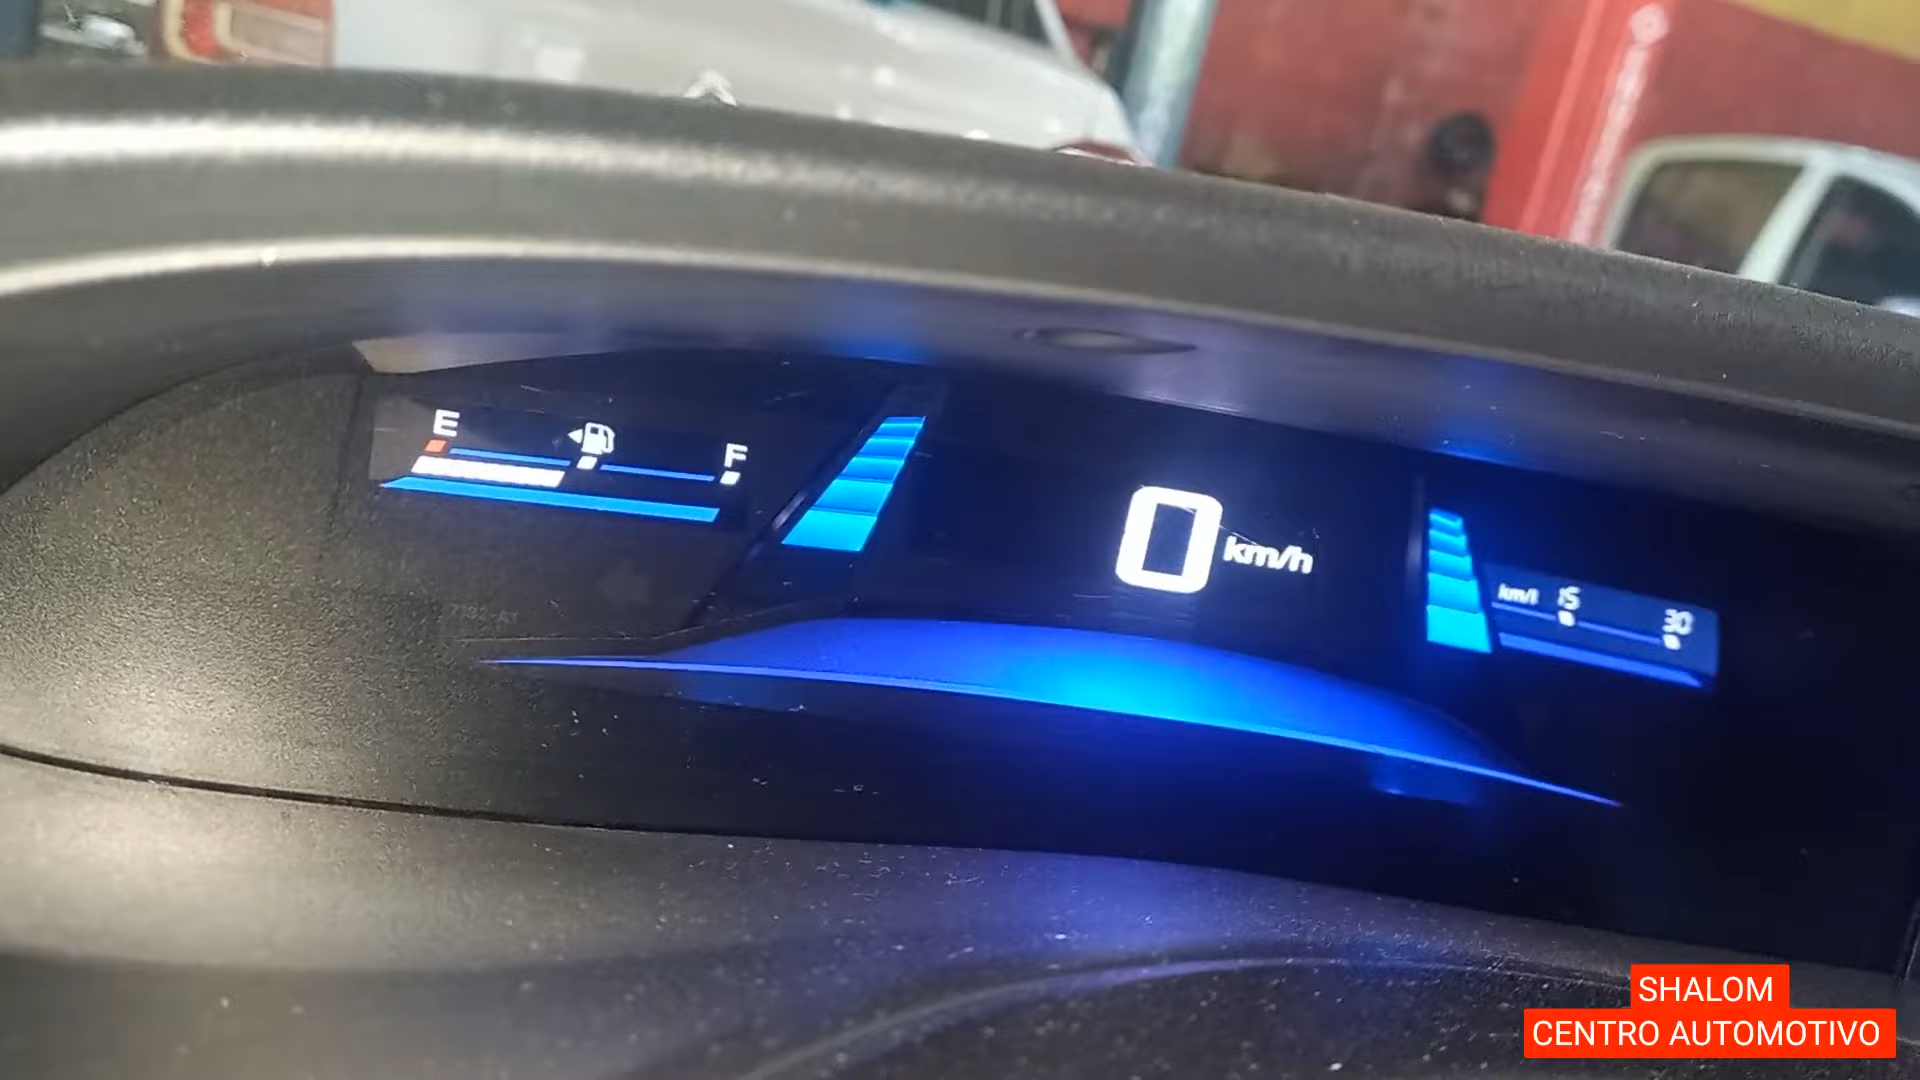 E
F
0 km/h
km/l 15 30
SHALOM
CENTRO AUTOMOTIVO